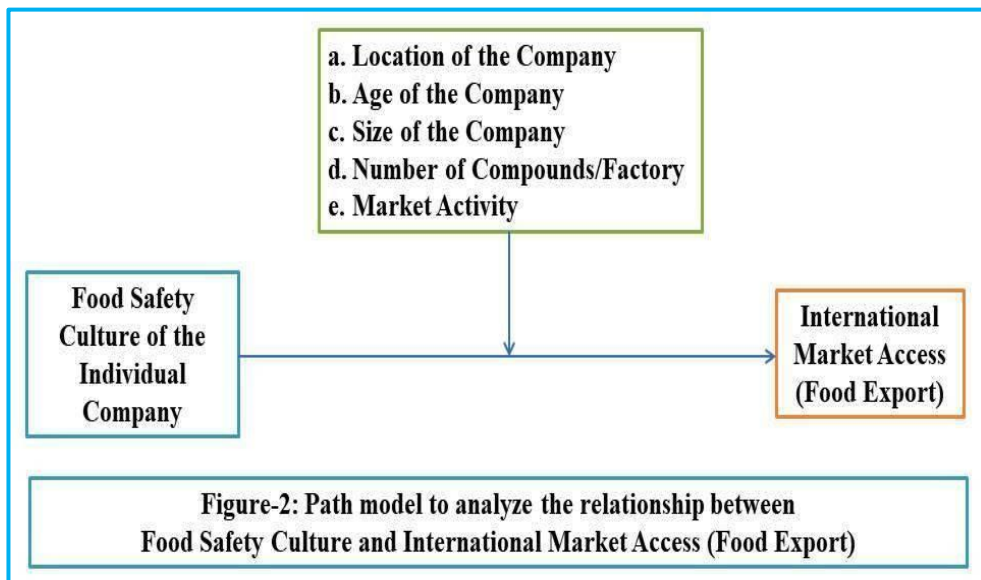 a. Location of the Company
b. Age of the Company
c. Size of the Company
d. Number of Compounds/Factory
e. Market Activity
Food Safety
Culture of the
Individual
Company
International
Market Access
(Food Export)
Figure-2: Path model to analyze the relationship between
Food Safety Culture and International Market Access (Food Export)